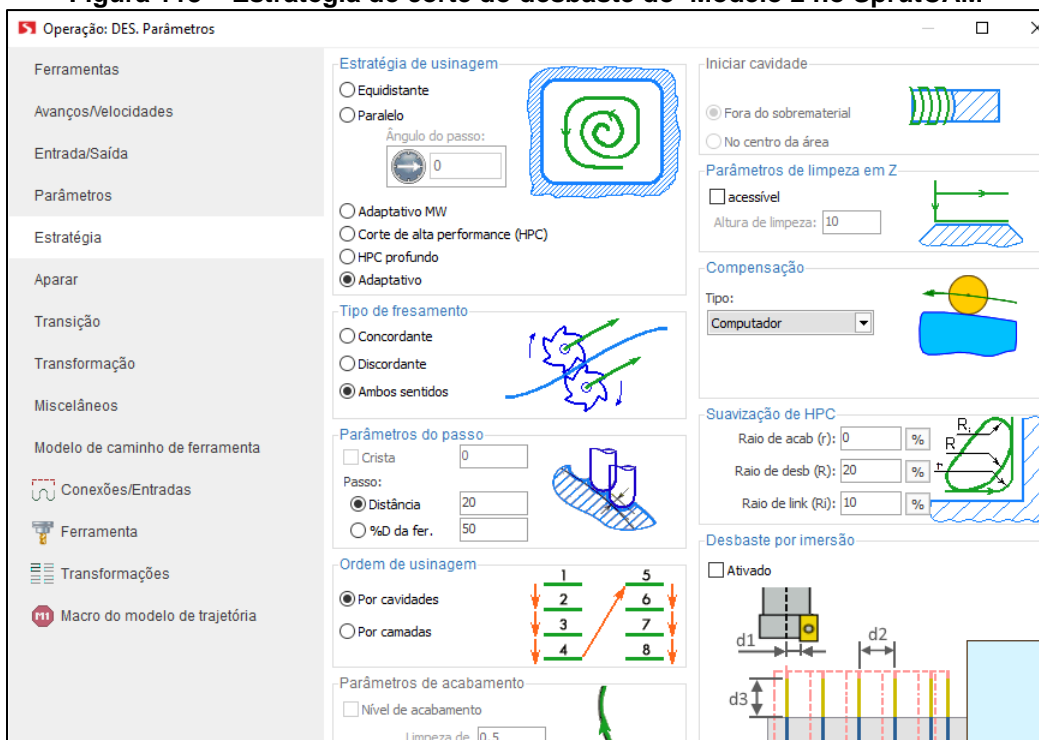 Figura 110 – Estratégia de corte do desbaste do Modelo 2 no SprutCAM
Operação: DES. Parâmetros
Ferramentas
Avanços/Velocidades
Entrada/Saída
Parâmetros
Estratégia
Aparar
Transição
Transformação
Miscelâneos
Modelo de caminho de ferramenta
Conexões/Entradas
Ferramenta
Transformações
M1 Macro do modelo de trajetória
Estratégia de usinagem
Equidistante
Paralelo
Ângulo do passo:
0
Adaptativo MW
Corte de alta performance (HPC)
HPC profundo
Adaptativo
Tipo de fresamento
Concordante
Discordante
Ambos sentidos
Parâmetros do passo
Crista 0
Passo:
Distância 20
%D da fer. 50
Ordem de usinagem
Por cavidades
Por camadas
1 5
2 6
3 7
4 8
Parâmetros de acabamento
Nível de acabamento
Limpeza de 0.5
Iniciar cavidade
Fora do sobrematerial
No centro da área
Parâmetros de limpeza em Z
acessível
Altura de limpeza: 10
Compensação
Tipo:
Computador
Suavização de HPC
Raio de acab (r): 0 %
Raio de desb (R): 20 %
Raio de link (Ri): 10 %
Ri
R
r
Desbaste por imersão
Ativado
d1
d2
d3